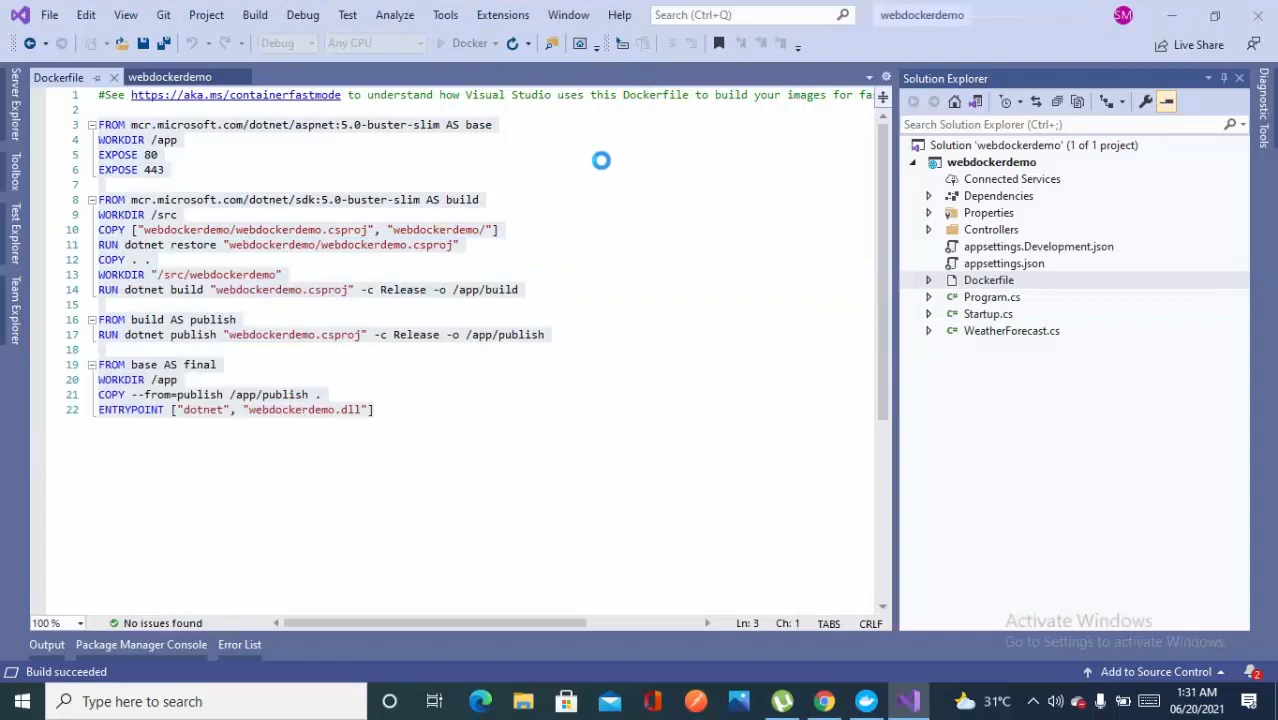 File Edit View Git Project Build Debug Test Analyze Tools Extensions Window Help Search (Ctrl+Q) webdockerdemo SM
Debug Any CPU Docker Live Share
Server Explorer
Toolbox
Test Explorer
Team Explorer
Dockerfile webdockerdemo
1 #See https://aka.ms/containerfastmode to understand how Visual Studio uses this Dockerfile to build your images for fa
2
3 FROM mcr.microsoft.com/dotnet/aspnet:5.0-buster-slim AS base
4 WORKDIR /app
5 EXPOSE 80
6 EXPOSE 443
7
8 FROM mcr.microsoft.com/dotnet/sdk:5.0-buster-slim AS build
9 WORKDIR /src
10 COPY ["webdockerdemo/webdockerdemo.csproj", "webdockerdemo/"]
11 RUN dotnet restore "webdockerdemo/webdockerdemo.csproj"
12 COPY . .
13 WORKDIR "/src/webdockerdemo"
14 RUN dotnet build "webdockerdemo.csproj" -c Release -o /app/build
15
16 FROM build AS publish
17 RUN dotnet publish "webdockerdemo.csproj" -c Release -o /app/publish
18
19 FROM base AS final
20 WORKDIR /app
21 COPY --from=publish /app/publish .
22 ENTRYPOINT ["dotnet", "webdockerdemo.dll"]
100 % No issues found Ln: 3 Ch: 1 TABS CRLF
Solution Explorer
Search Solution Explorer (Ctrl+;)
Solution 'webdockerdemo' (1 of 1 project)
webdockerdemo
Connected Services
Dependencies
Properties
Controllers
appsettings.Development.json
appsettings.json
Dockerfile
C# Program.cs
C# Startup.cs
C# WeatherForecast.cs
Diagnostic Tools
Activate Windows
Go to Settings to activate Windows.
Output Package Manager Console Error List
Build succeeded Add to Source Control 2
Type here to search 31°C 1:31 AM
06/20/2021